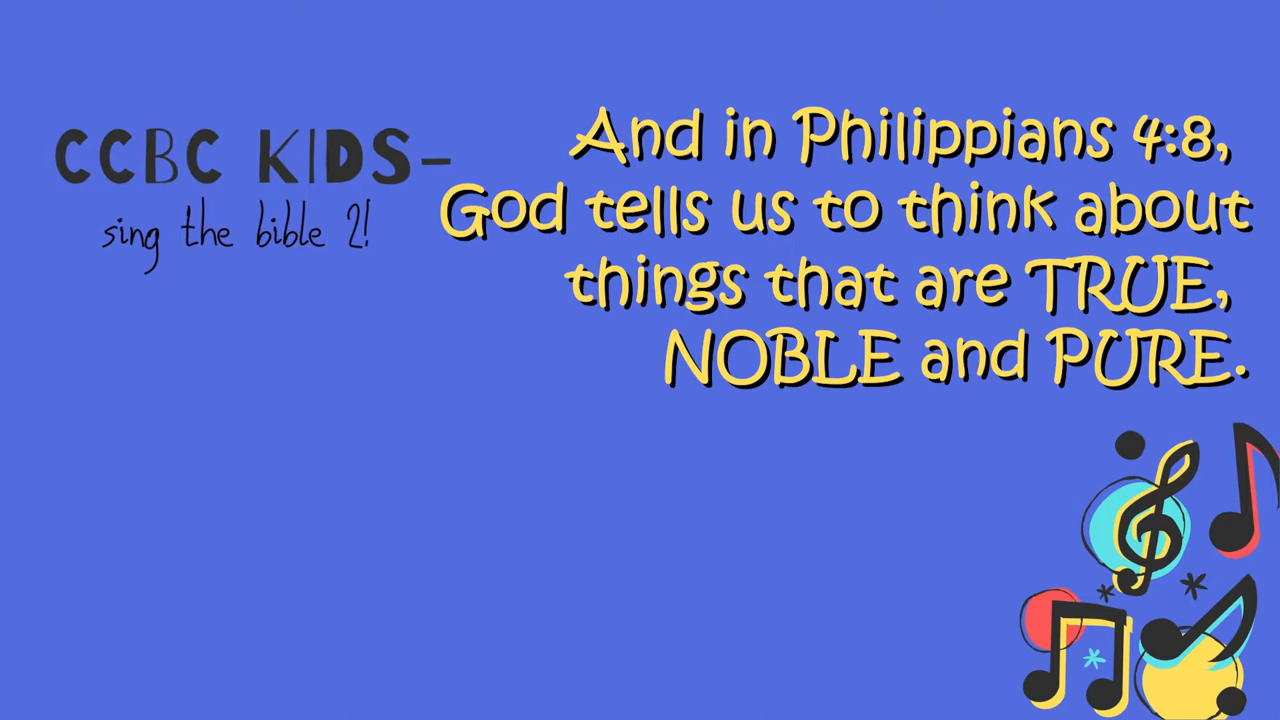 CCBC KIDS-
sing the bible 2!
And in Philippians 4:8,
God tells us to think about
things that are TRUE,
NOBLE and PURE.